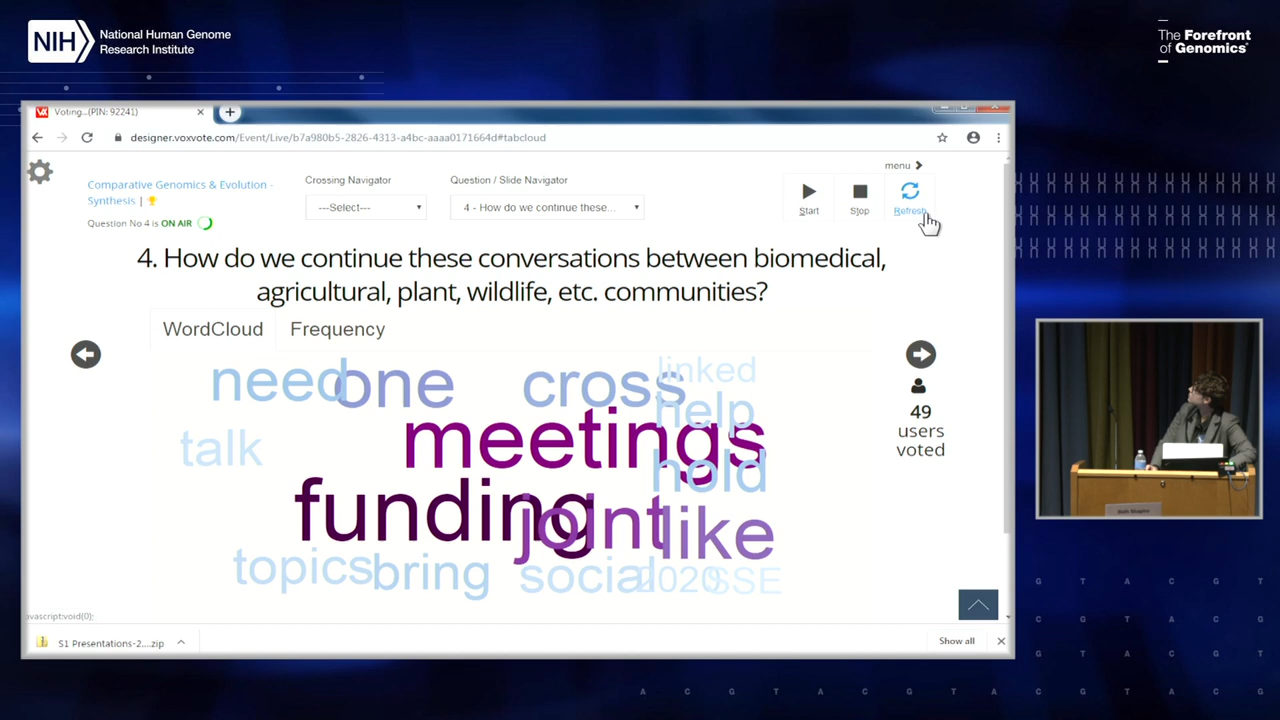 NIH
National Human Genome
Research Institute
The Forefront
of Genomics®
Voting...(PIN: 92241)
designer.voxvote.com/Event/Live/b7a980b5-2826-4313-a4bc-aaaa0171664d#tabcloud
menu
Comparative Genomics & Evolution -
Synthesis |
Question No 4 is ON AIR
Crossing Navigator
---Select---
Question / Slide Navigator
4 - How do we continue these...
Start
Stop
Refresh
4. How do we continue these conversations between biomedical,
agricultural, plant, wildlife, etc. communities?
WordCloud
Frequency
need one cross linked
help
talk meetings
hold
funding joint like
topics bring social 2020 SSE
49
users
voted
javascript:void(0);
S1 Presentations-2....zip
Show all
Beth Shapiro
G T A C G T
C G T A C G
G T A C G T
A C G T A C G T A C G T A C G